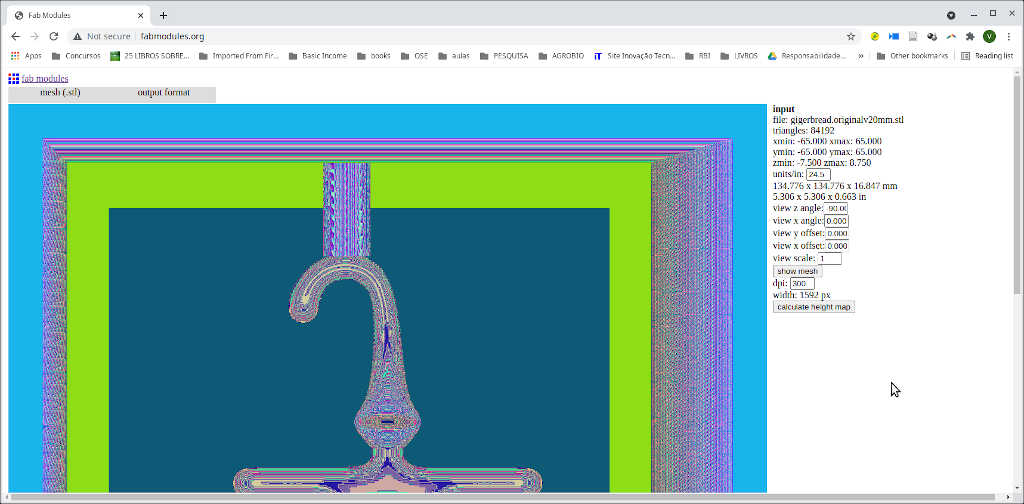 Fab Modules
Not secure | fabmodules.org
Apps Concursos 25 LIBROS SOBRE... Imported From Fir... Basic Income books OSE aulas PESQUISA AGROBIO Site Inovação Tecn... RBI LIVROS Responsabilidade... » Other bookmarks Reading list
fab modules
mesh (.stl) output format
input
file: gigerbread.originalv20mm.stl
triangles: 84192
xmin: -65.000 xmax: 65.000
ymin: -65.000 ymax: 65.000
zmin: -7.500 zmax: 8.750
units/in: 24.5
134.776 x 134.776 x 16.847 mm
5.306 x 5.306 x 0.663 in
view z angle: -90.00
view x angle: 0.000
view y offset: 0.000
view x offset: 0.000
view scale: 1
show mesh
dpi: 300
width: 1592 px
calculate height map